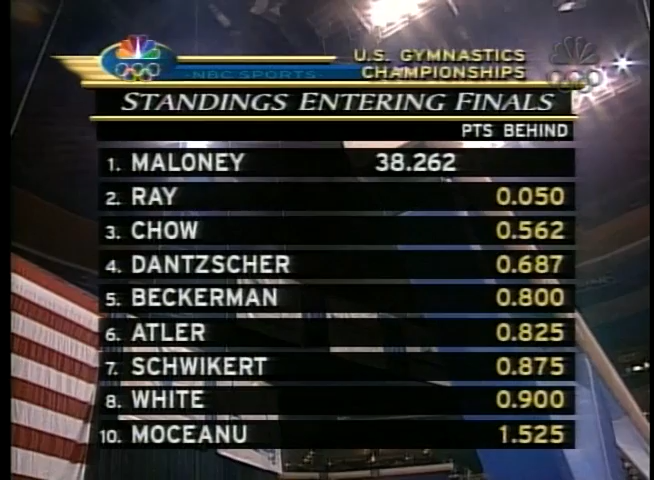 U.S. GYMNASTICS
NBC SPORTS
CHAMPIONSHIPS
STANDINGS ENTERING FINALS
PTS BEHIND
1. MALONEY 38.262
2. RAY 0.050
3. CHOW 0.562
4. DANTZSCHER 0.687
5. BECKERMAN 0.800
6. ATLER 0.825
7. SCHWIKERT 0.875
8. WHITE 0.900
10. MOCEANU 1.525